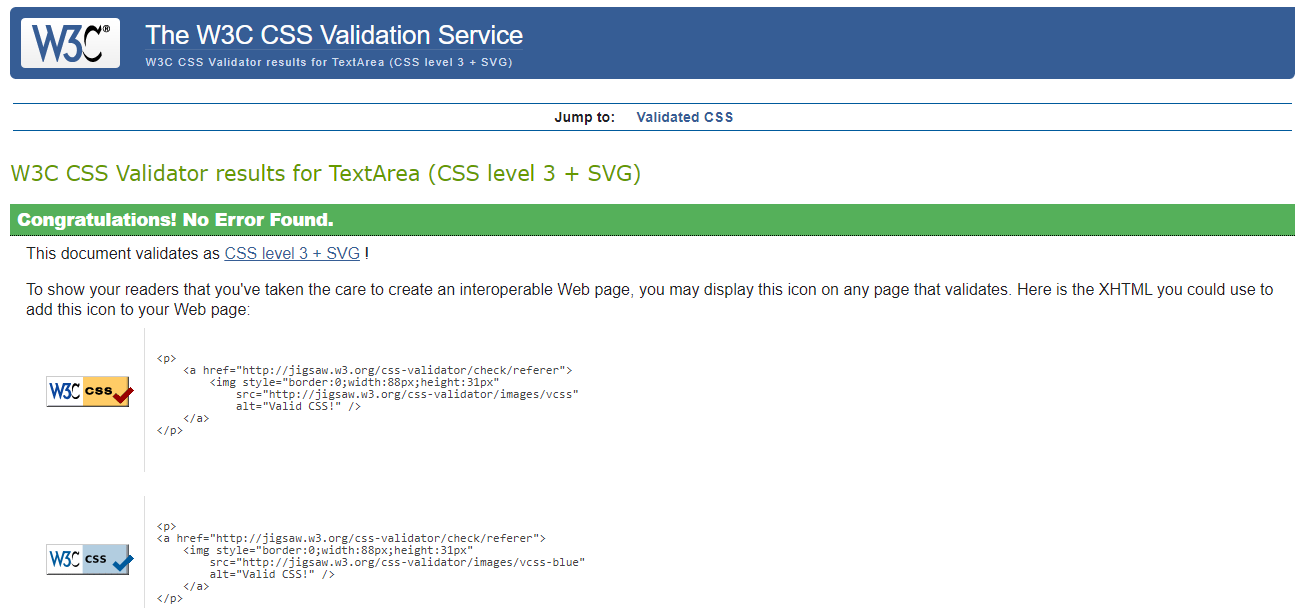 W3C®
The W3C CSS Validation Service
W3C CSS Validator results for TextArea (CSS level 3 + SVG)
Jump to: Validated CSS
W3C CSS Validator results for TextArea (CSS level 3 + SVG)
Congratulations! No Error Found.
This document validates as CSS level 3 + SVG !
To show your readers that you've taken the care to create an interoperable Web page, you may display this icon on any page that validates. Here is the XHTML you could use to
add this icon to your Web page:
W3C css
<p>
    <a href="http://jigsaw.w3.org/css-validator/check/referer">
        <img style="border:0;width:88px;height:31px"
            src="http://jigsaw.w3.org/css-validator/images/vcss"
            alt="Valid CSS!" />
    </a>
</p>
W3C css
<p>
<a href="http://jigsaw.w3.org/css-validator/check/referer">
    <img style="border:0;width:88px;height:31px"
        src="http://jigsaw.w3.org/css-validator/images/vcss-blue"
        alt="Valid CSS!" />
    </a>
</p>